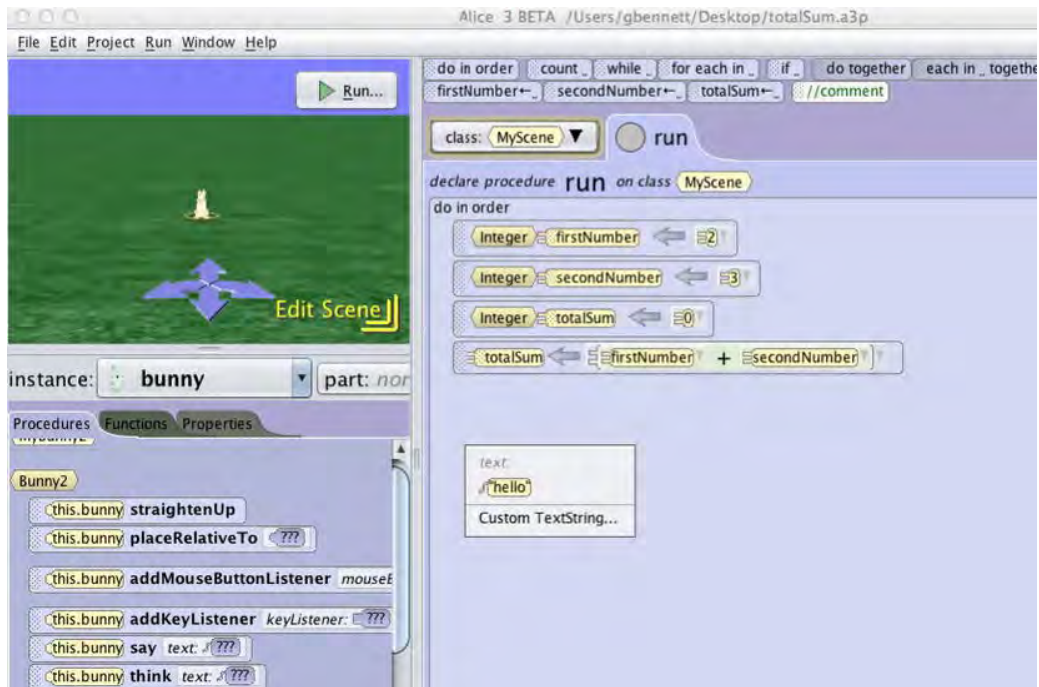 Alice 3 BETA /Users/gbennett/Desktop/totalSum.a3p
File Edit Project Run Window Help
Run...
Edit Scene
instance: bunny part: nor
Procedures Functions Properties
MyBunny2
Bunny2
this.bunny straightenUp
this.bunny placeRelativeTo ???
this.bunny addMouseButtonListener mouseB
this.bunny addKeyListener keyListener: ???
this.bunny say text: ???
this.bunny think text: ???
do in order count _ while _ for each in _ if _ do together each in _ togethe
firstNumber←_ secondNumber←_ totalSum←_ //comment
class: MyScene run
declare procedure run on class MyScene
do in order
Integer firstNumber 2
Integer secondNumber 3
Integer totalSum 0
totalSum firstNumber + secondNumber
text:
"hello"
Custom TextString...